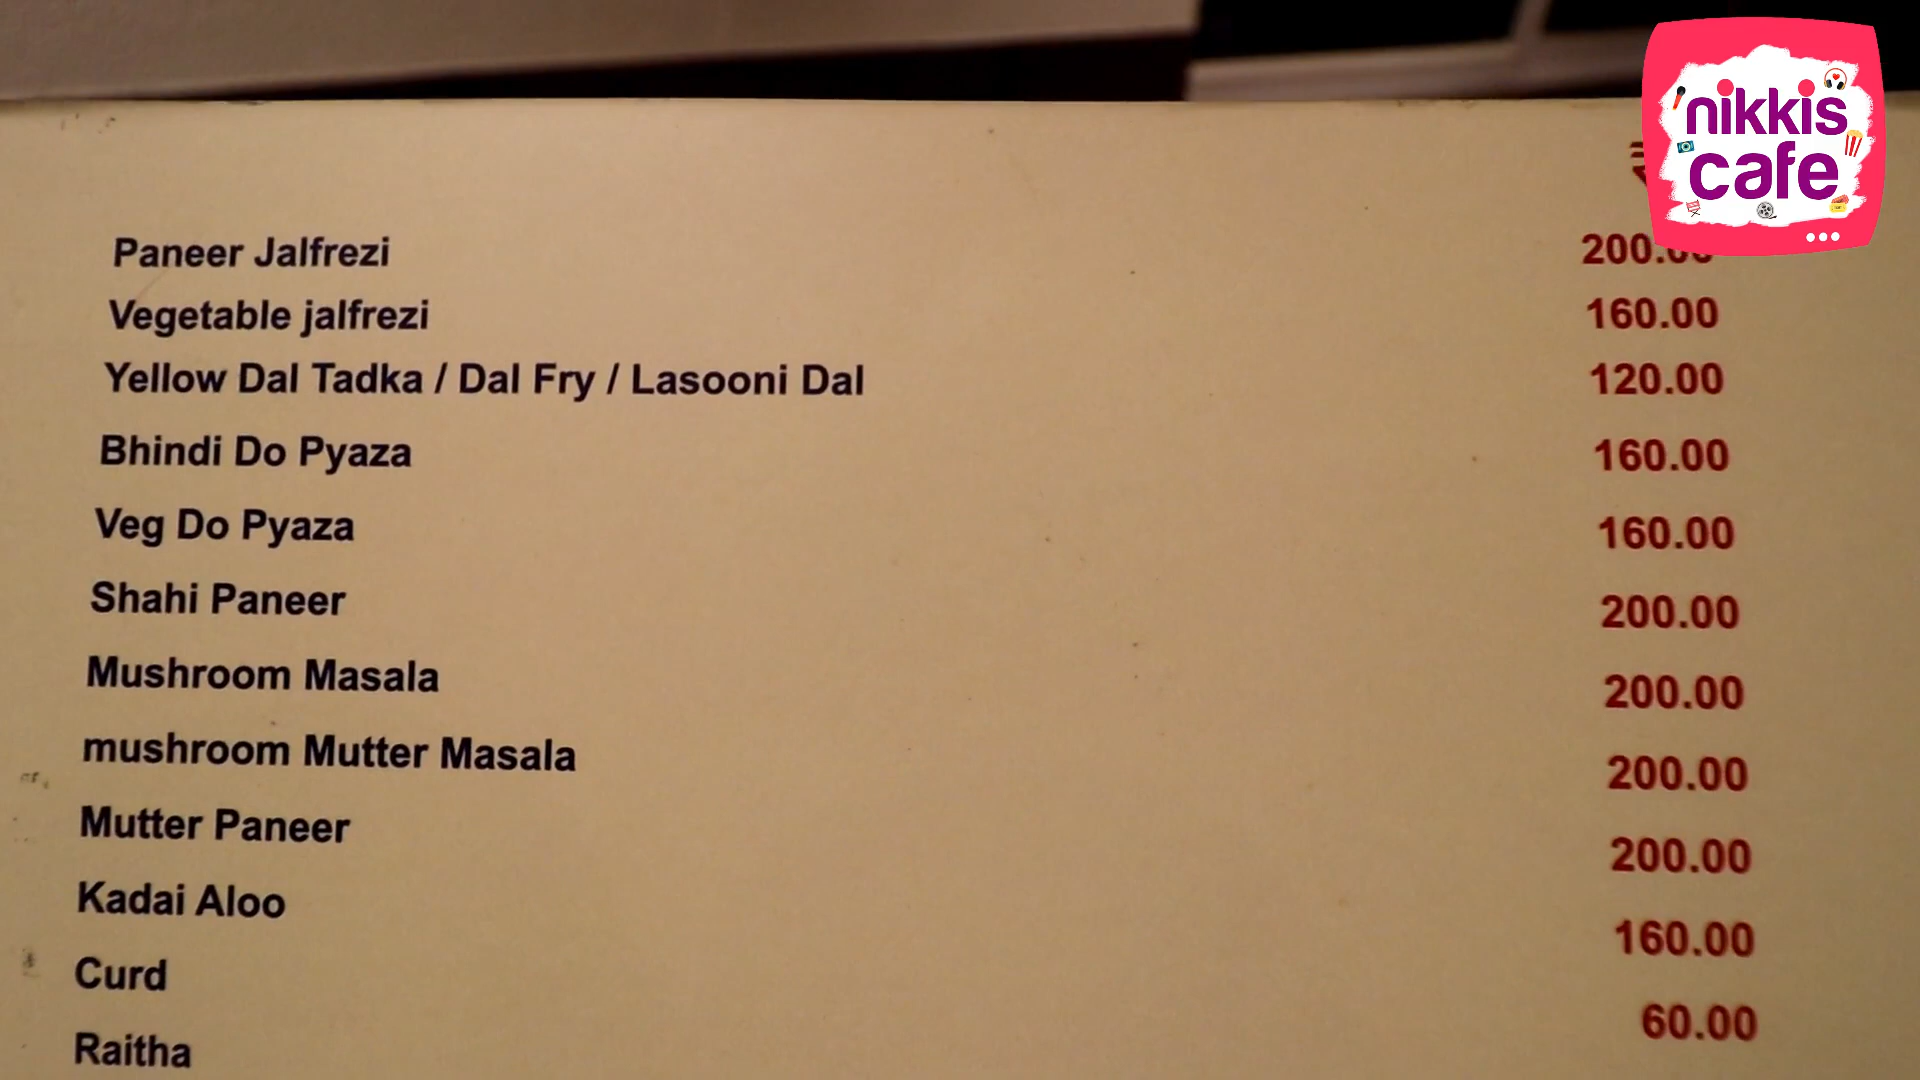 nikkis
cafe
₹
Paneer Jalfrezi 200.00
Vegetable jalfrezi 160.00
Yellow Dal Tadka / Dal Fry / Lasooni Dal 120.00
Bhindi Do Pyaza 160.00
Veg Do Pyaza 160.00
Shahi Paneer 200.00
Mushroom Masala 200.00
mushroom Mutter Masala 200.00
Mutter Paneer 200.00
Kadai Aloo 160.00
Curd 60.00
Raitha